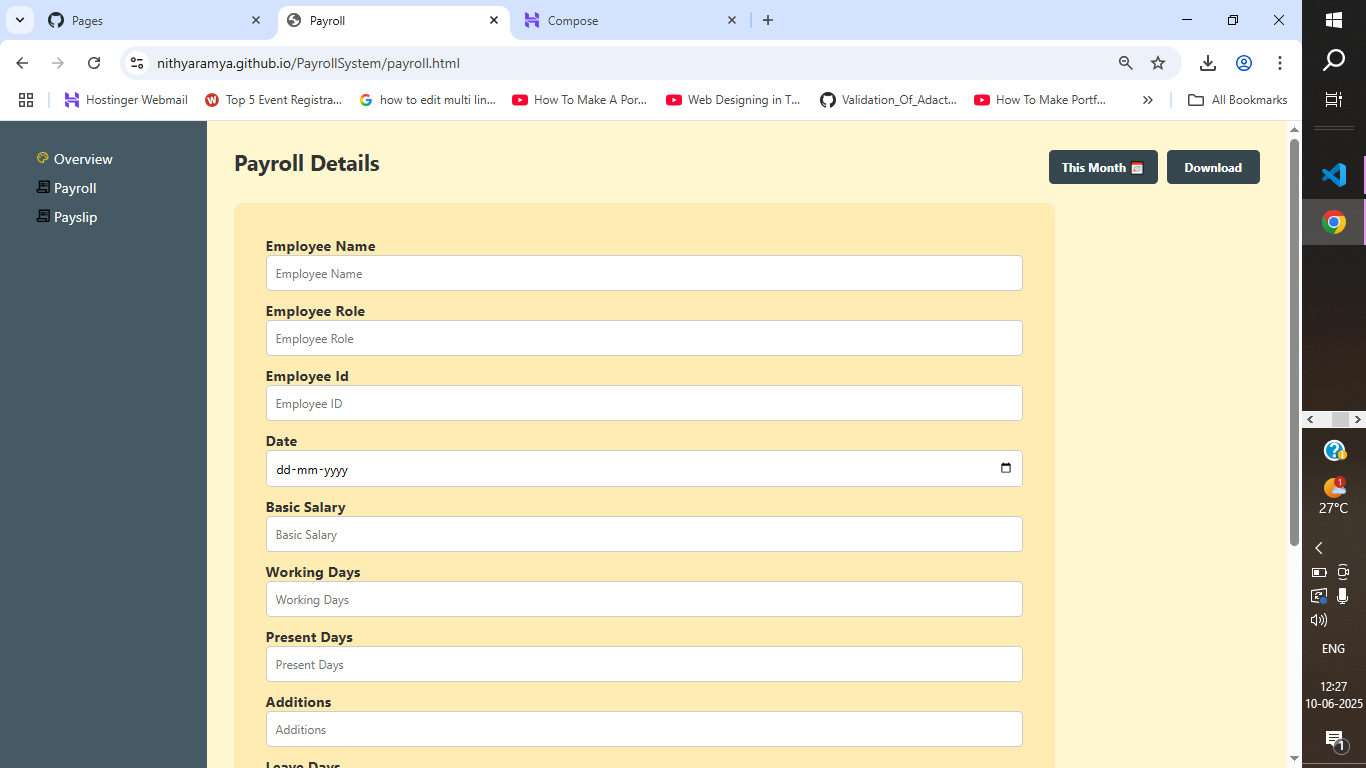 Pages
Payroll
Compose
nithyaramya.github.io/PayrollSystem/payroll.html
Hostinger Webmail
Top 5 Event Registra...
how to edit multi lin...
How To Make A Por...
Web Designing in T...
Validation_Of_Adact...
How To Make Portf...
All Bookmarks
Overview
Payroll
Payslip
Payroll Details
This Month
Download
Employee Name
Employee Name
Employee Role
Employee Role
Employee Id
Employee ID
Date
dd-mm-yyyy
Basic Salary
Basic Salary
Working Days
Working Days
Present Days
Present Days
Additions
Additions
Leave Days
1
27°C
ENG
12:27
10-06-2025
1